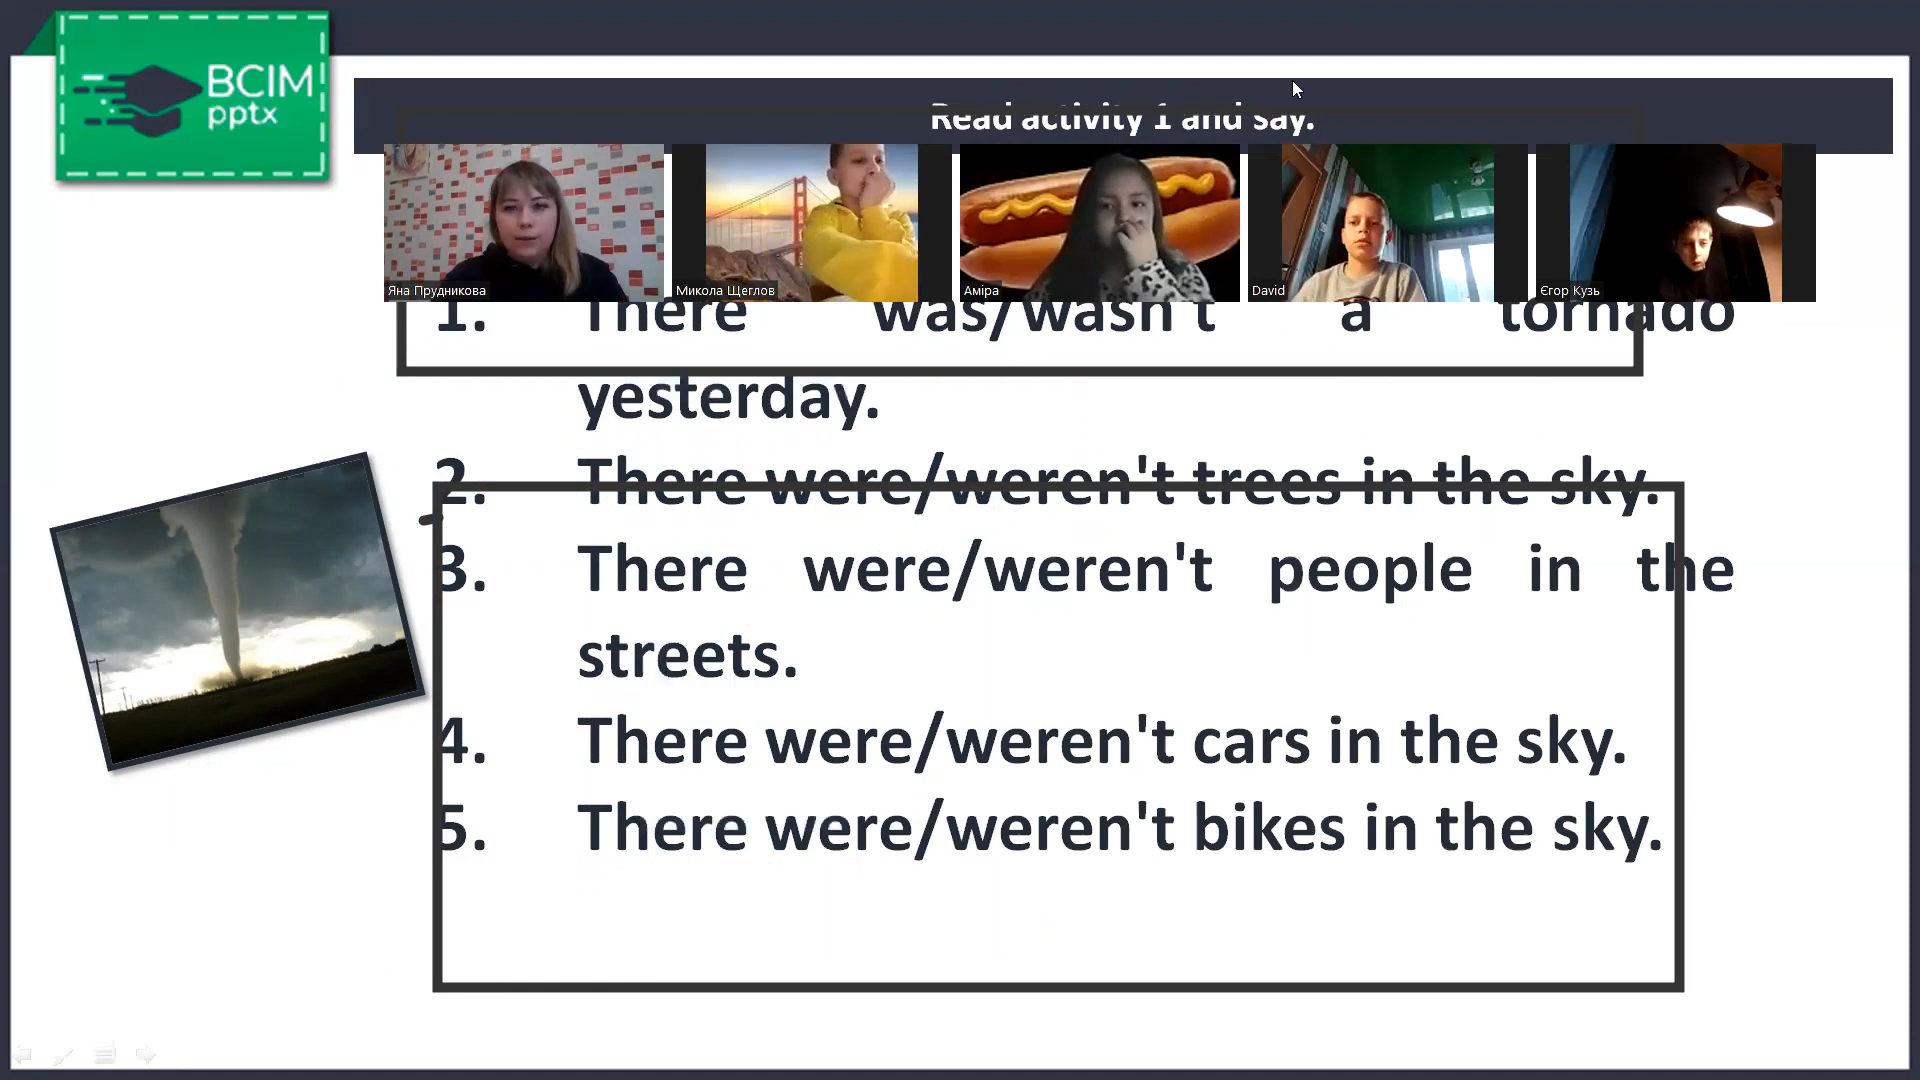 BCIM
pptx
Read activity 1 and say.
Яна Прудникова
Микола Щеглов
Аміра
David
Єгор Кузь
1. There was/wasn't a tornado
yesterday.
2. There were/weren't trees in the sky.
3. There were/weren't people in the
streets.
4. There were/weren't cars in the sky.
5. There were/weren't bikes in the sky.